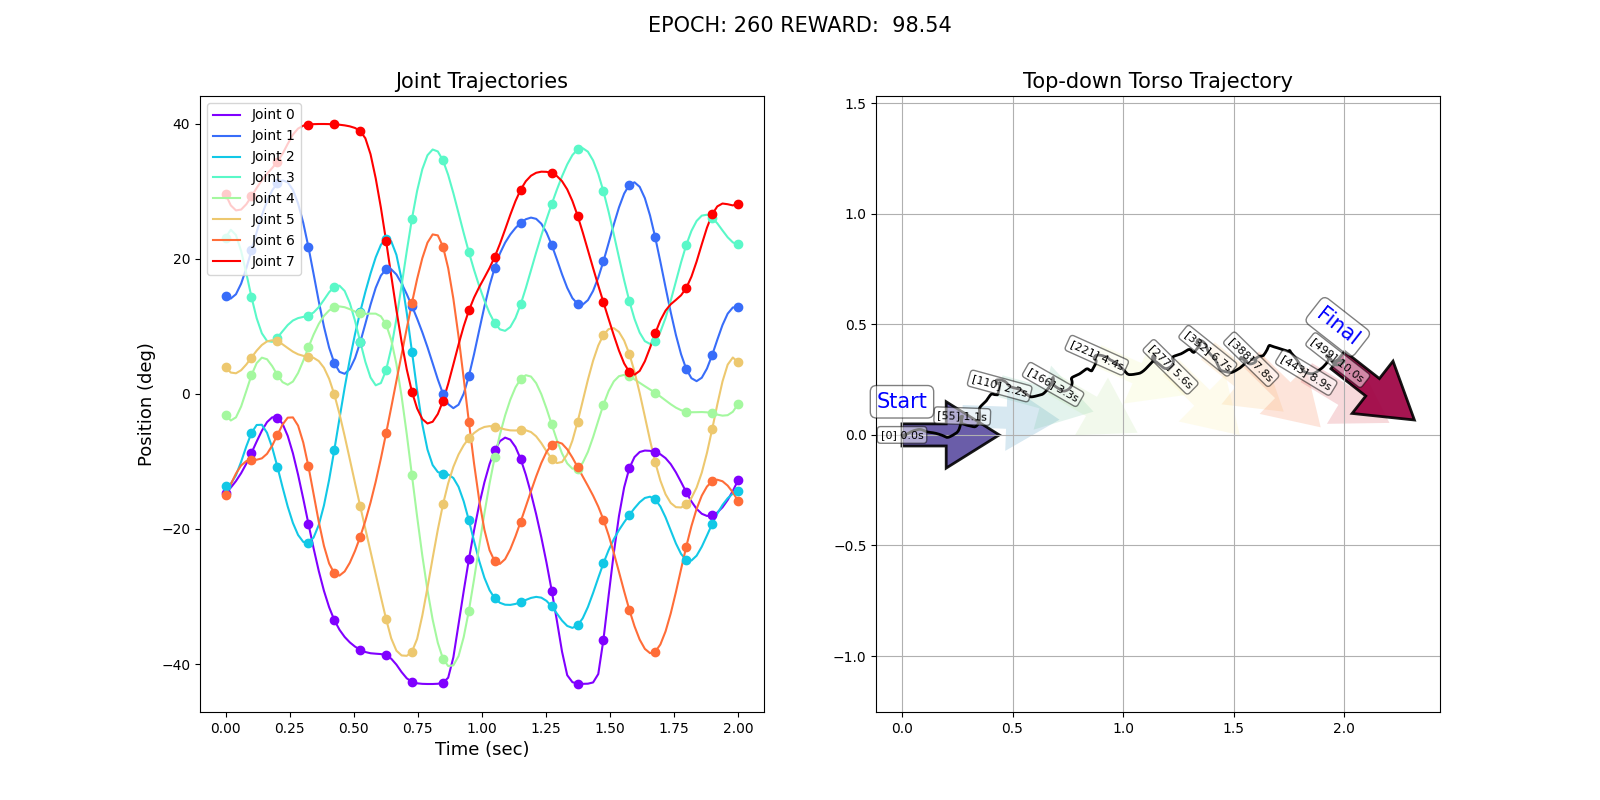 EPOCH: 260 REWARD:  98.54
Joint Trajectories
Position (deg)
40
20
0
−20
−40
Joint 0
Joint 1
Joint 2
Joint 3
Joint 4
Joint 5
Joint 6
Joint 7
0.00 0.25 0.50 0.75 1.00 1.25 1.50 1.75 2.00
Time (sec)
Top-down Torso Trajectory
1.5
1.0
0.5
0.0
−0.5
−1.0
Start
[0] 0.0s
[55] 1.1s
[110] 2.2s
[166] 3.3s
[221] 4.4s
[277] 5.6s
[332] 6.7s
[388] 7.8s
[443] 8.9s
[499] 10.0s
Final
0.0 0.5 1.0 1.5 2.0